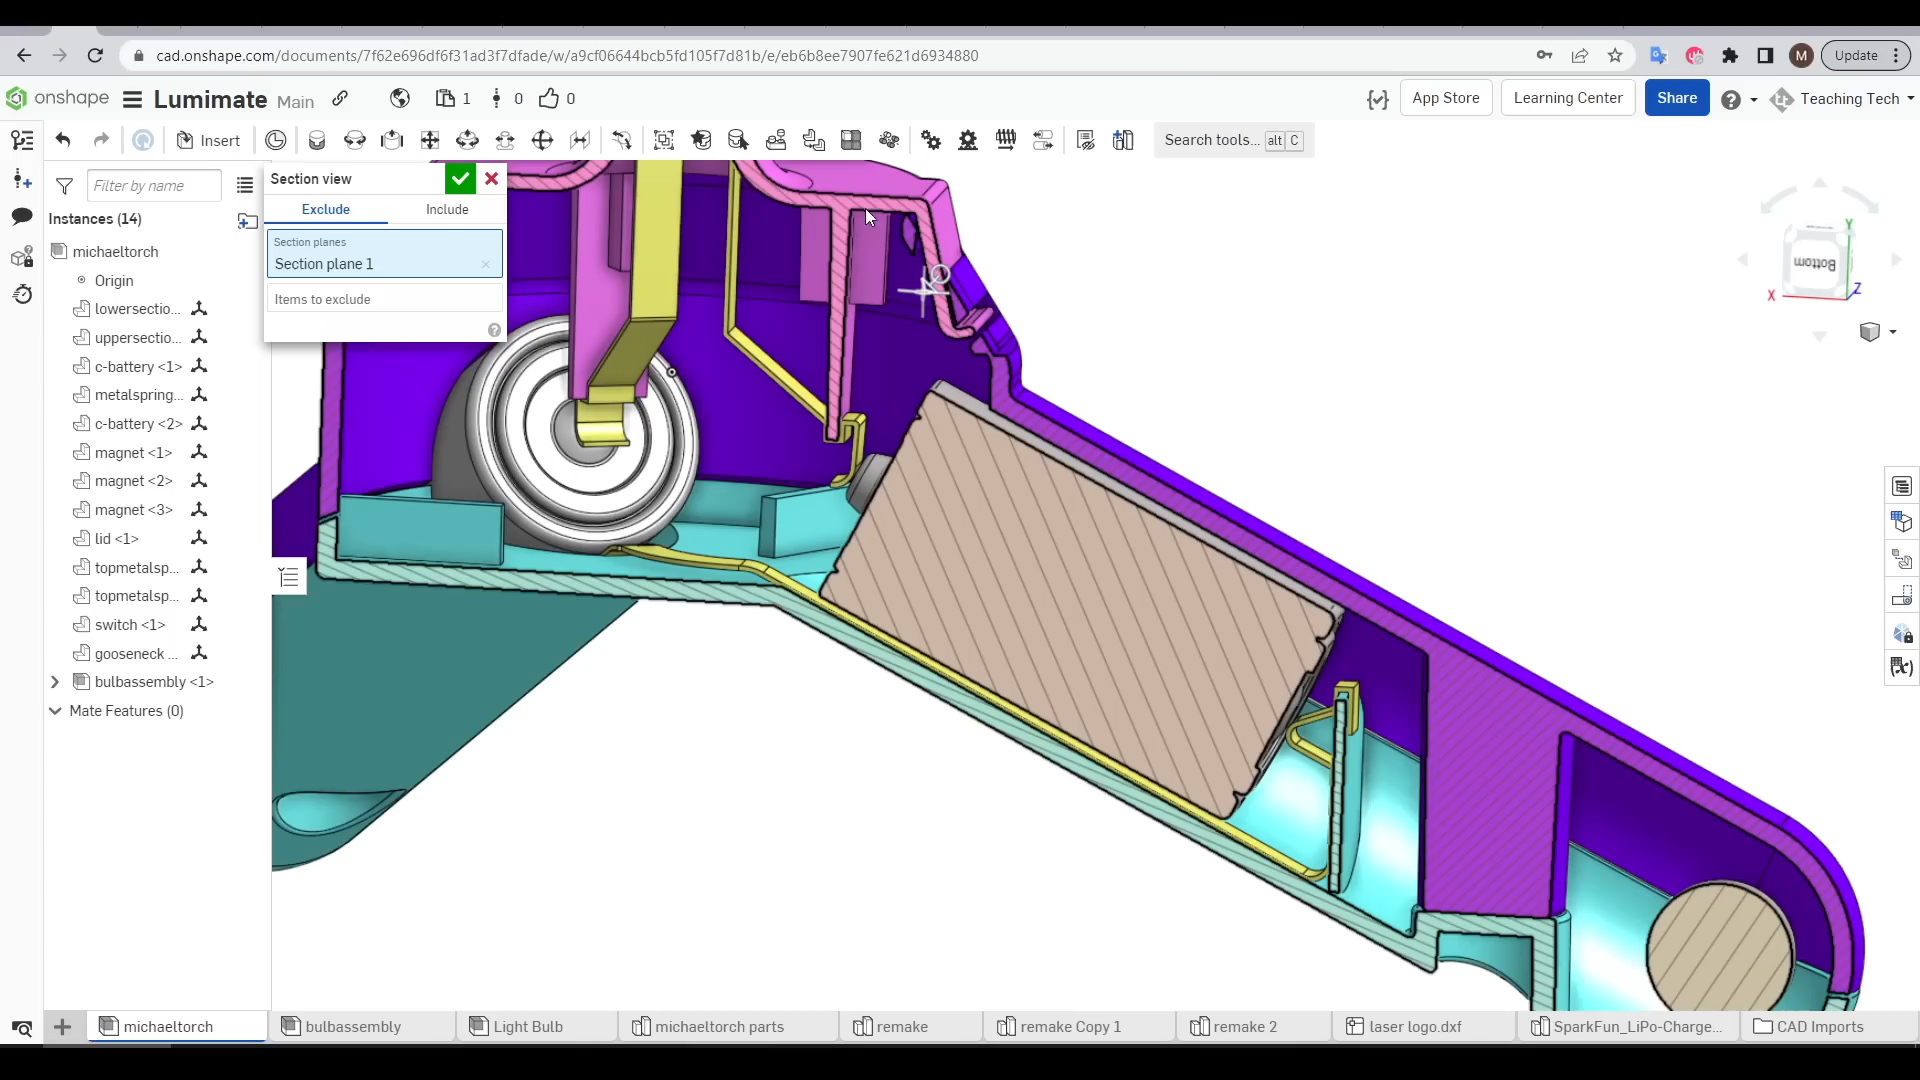 cad.onshape.com/documents/7f62e696df6f31ad3f7dfade/w/a9cf06644bcb5fd105f7d81b/e/eb6b8ee7907fe621d6934880
M
Update
onshape
Lumimate Main
1
0
0
App Store
Learning Center
Share
Teaching Tech
Insert
Search tools... alt C
Filter by name
Instances (14)
michaeltorch
Origin
lowersectio...
uppersectio...
c-battery <1>
metalspring...
c-battery <2>
magnet <1>
magnet <2>
magnet <3>
lid <1>
topmetalsp...
topmetalsp...
switch <1>
gooseneck ...
bulbassembly <1>
Mate Features (0)
Section view
Exclude
Include
Section planes
Section plane 1
Items to exclude
Y
Bottom
X
Z
michaeltorch
bulbassembly
Light Bulb
michaeltorch parts
remake
remake Copy 1
remake 2
laser logo.dxf
SparkFun_LiPo-Charge...
CAD Imports